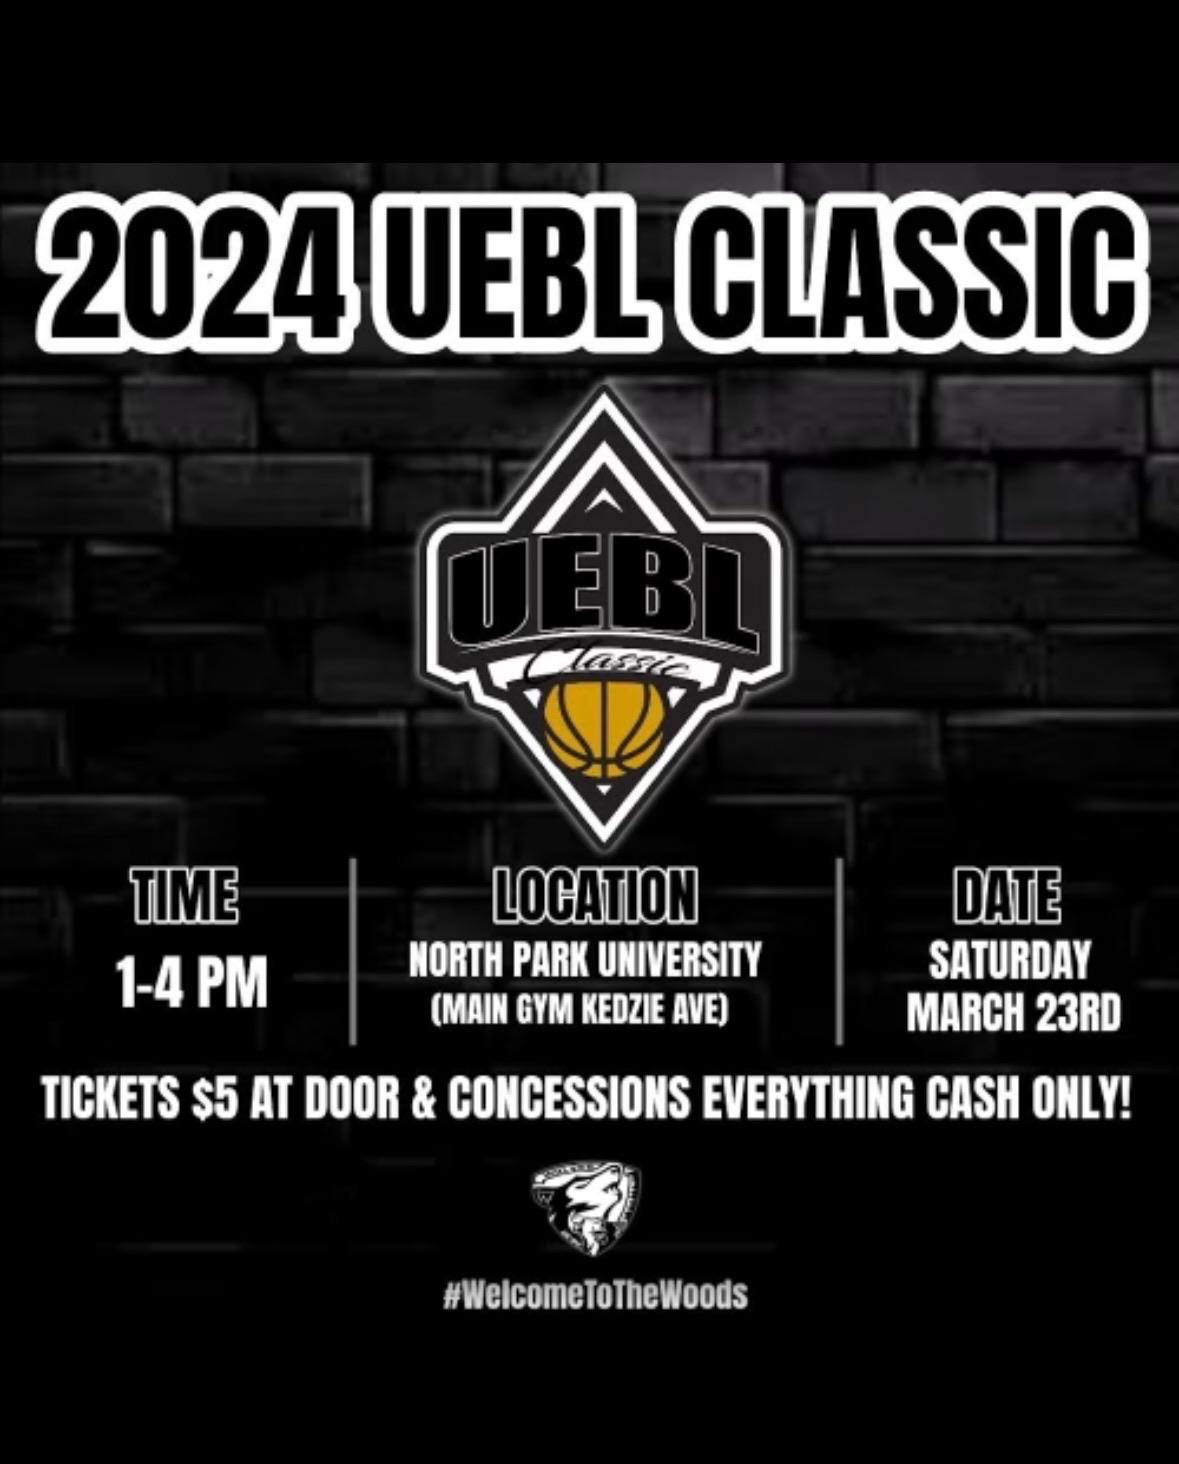 2024 UEBL CLASSIC
UEBL
Classic
TIME
1-4 PM
LOCATION
NORTH PARK UNIVERSITY
(MAIN GYM KEDZIE AVE)
DATE
SATURDAY
MARCH 23RD
TICKETS $5 AT DOOR & CONCESSIONS EVERYTHING CASH ONLY!
#WelcomeToTheWoods